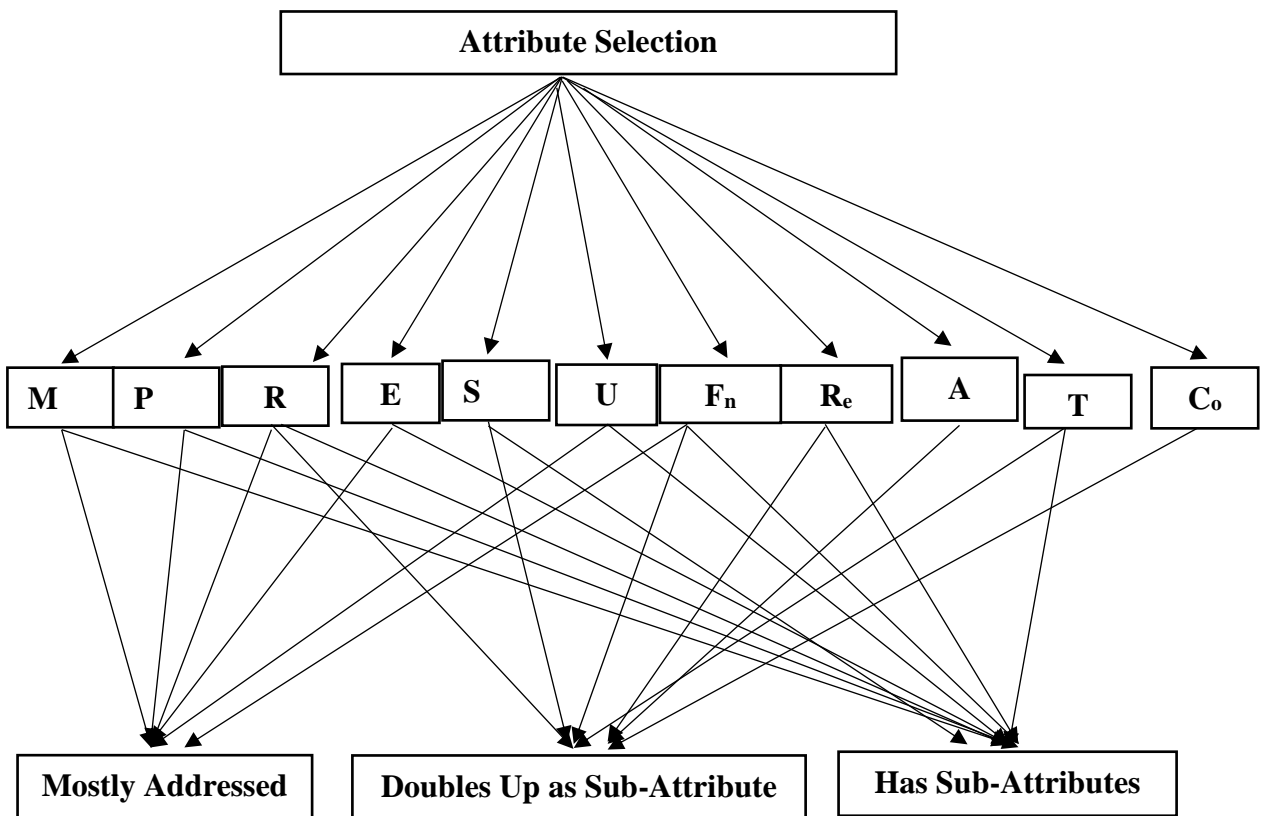 Attribute Selection
M P R E S U Fn Re A T Co
Mostly Addressed Doubles Up as Sub-Attribute Has Sub-Attributes